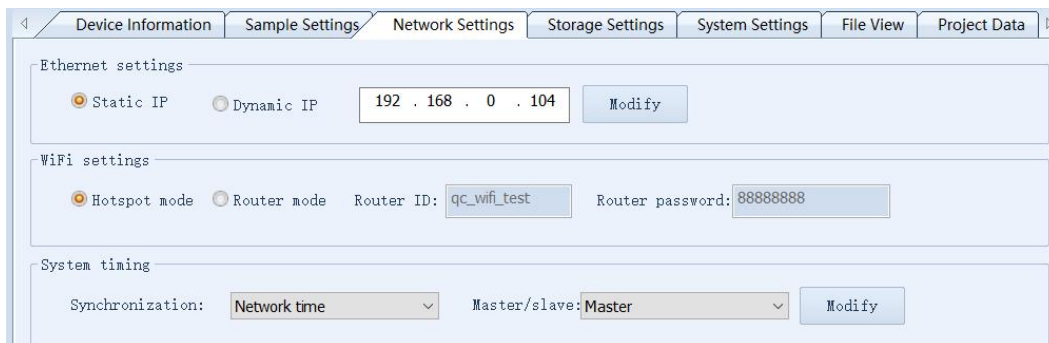 Device Information Sample Settings Network Settings Storage Settings System Settings File View Project Data
Ethernet settings
Static IP Dynamic IP 192 . 168 . 0 . 104 Modify
WiFi settings
Hotspot mode Router mode Router ID: qc_wifi_test Router password: 88888888
System timing
Synchronization: Network time Master/slave: Master Modify